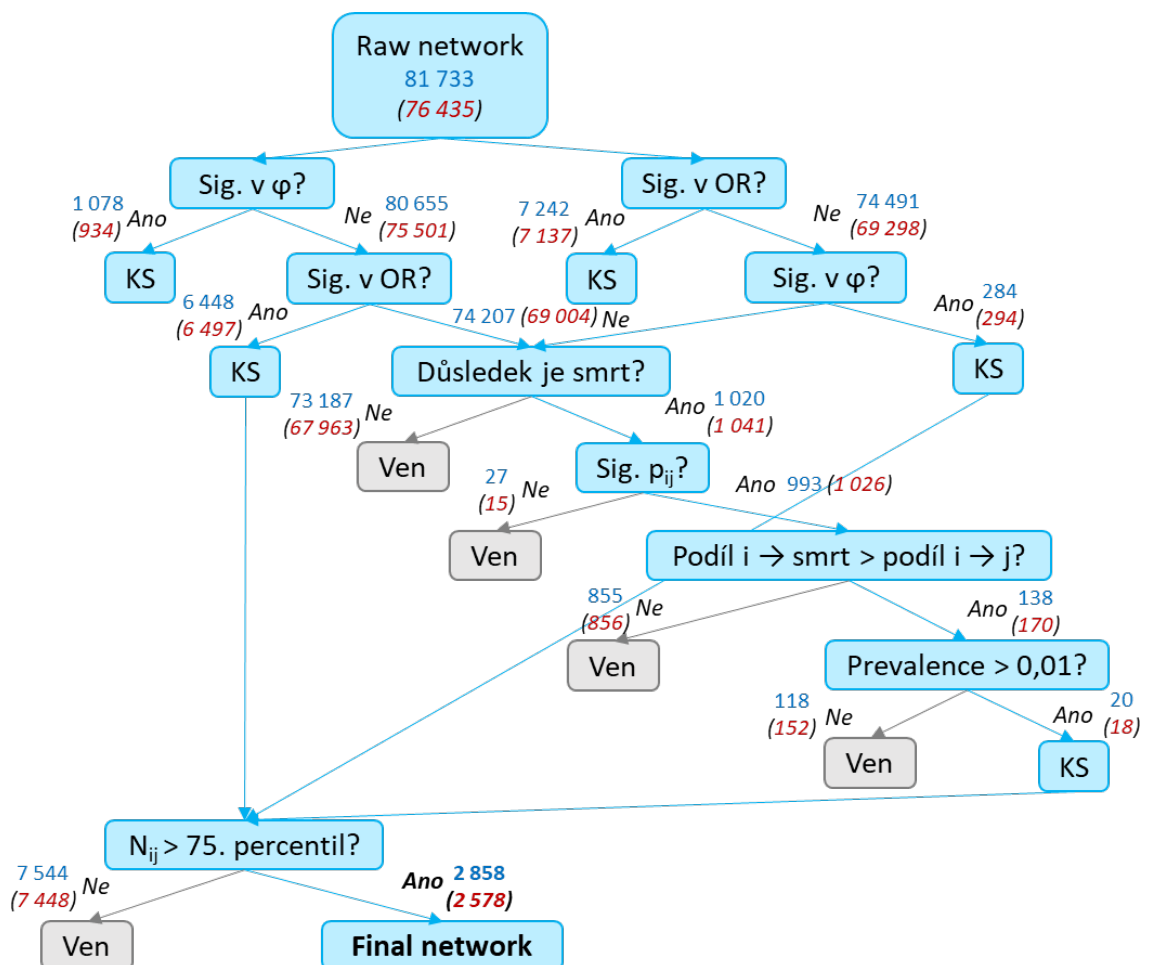 Raw network
81 733
(76 435)
Sig. v φ?
Sig. v OR?
1 078
(934)
Ano
Ne
80 655
(75 501)
7 242
(7 137)
Ano
Ne
74 491
(69 298)
KS
Sig. v OR?
KS
Sig. v φ?
6 448
(6 497)
Ano
74 207 (69 004) Ne
Ano
284
(294)
KS
Důsledek je smrt?
KS
73 187
(67 963)
Ne
Ano
1 020
(1 041)
Ven
Sig. pij?
27
(15)
Ne
Ano 993 (1 026)
Ven
Podíl i → smrt > podíl i → j?
855
(856)
Ne
Ano
138
(170)
Ven
Prevalence > 0,01?
118
(152)
Ne
Ano
20
(18)
Ven
KS
Nij > 75. percentil?
7 544
(7 448)
Ne
Ano
2 858
(2 578)
Ven
Final network